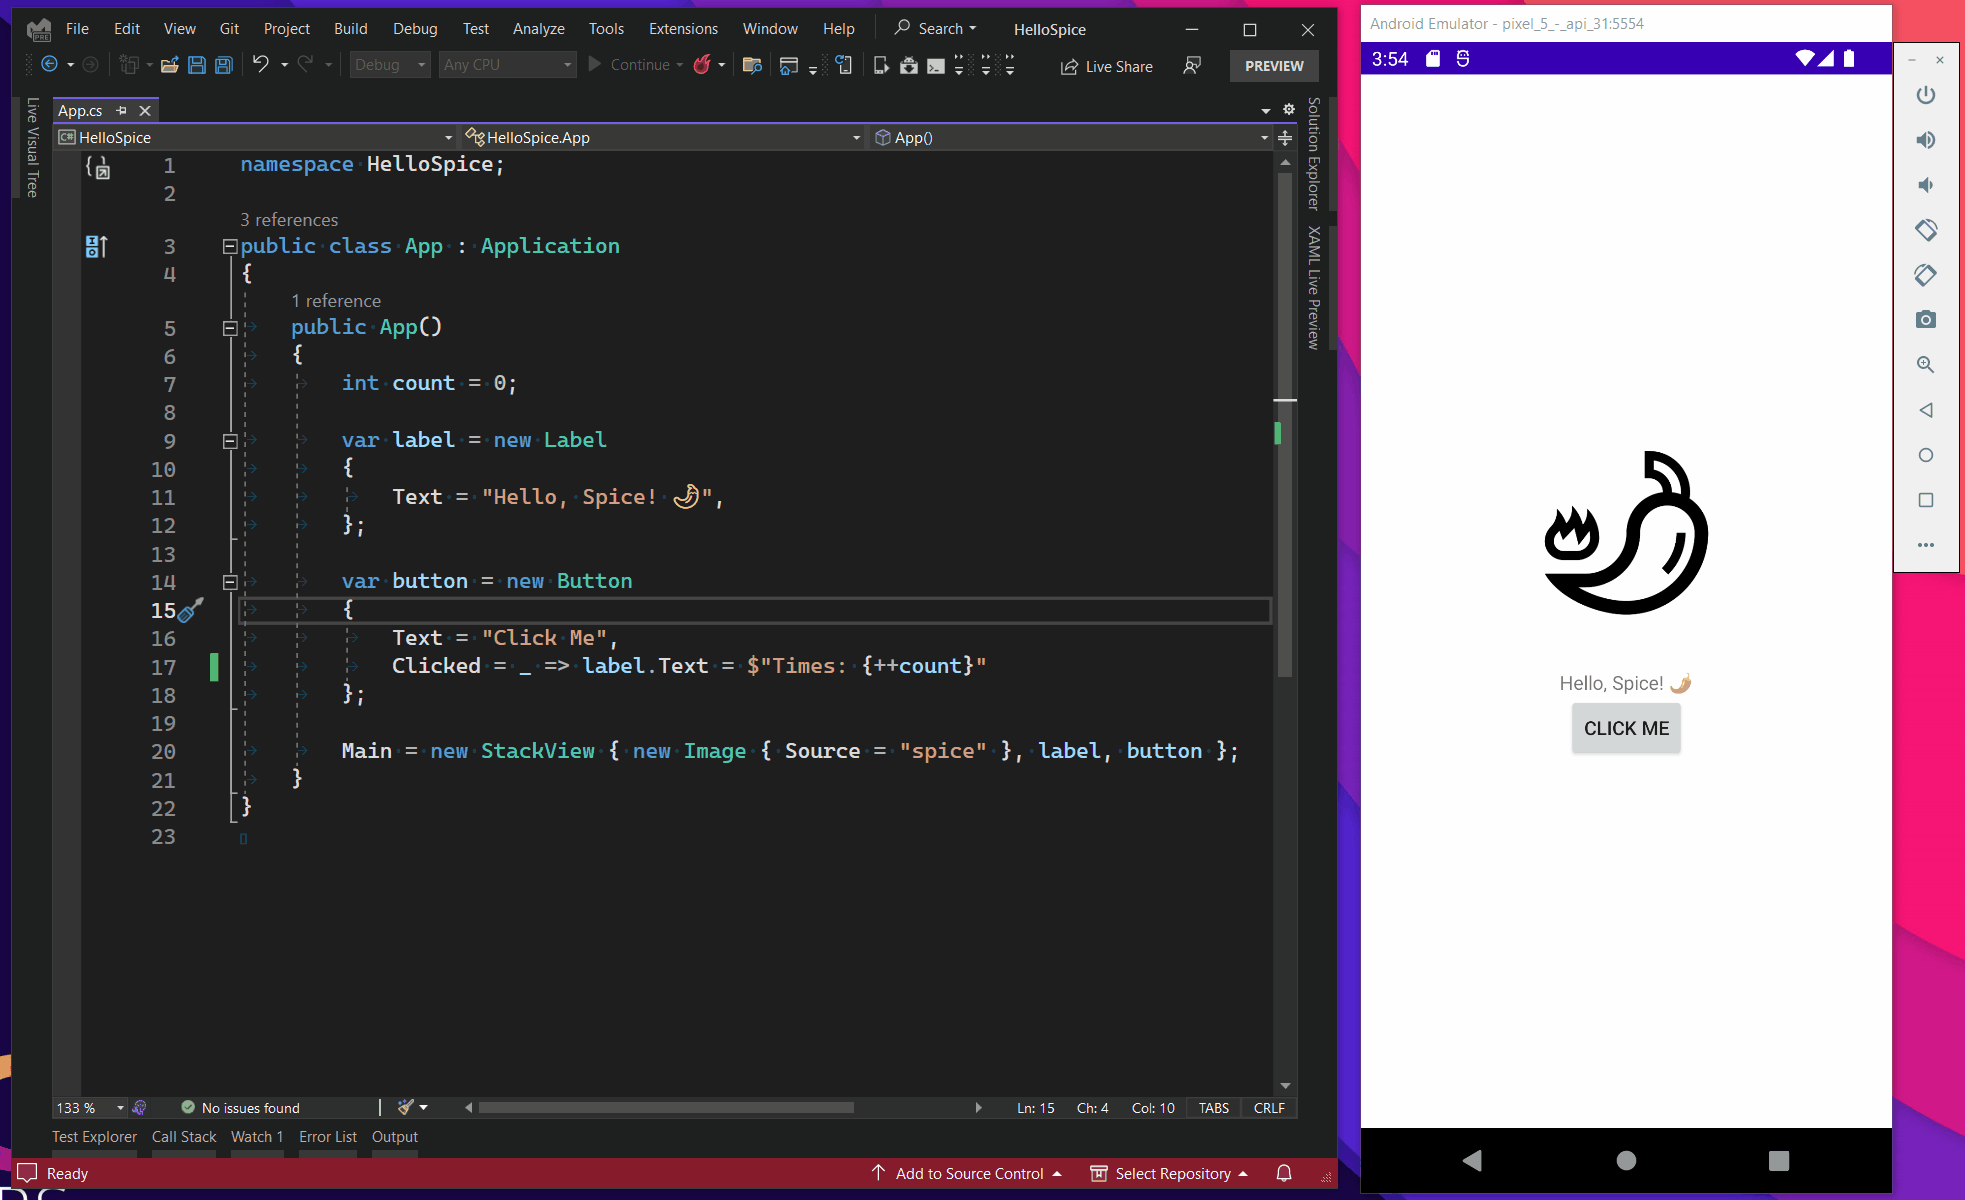 File Edit View Git Project Build Debug Test Analyze Tools Extensions Window Help Search HelloSpice
Debug Any CPU Continue Live Share PREVIEW
Live Visual Tree
App.cs
HelloSpice HelloSpice.App App()
1 namespace HelloSpice;
2
3 references
3 public class App : Application
4 {
1 reference
5 public App()
6 {
7 int count = 0;
8
9 var label = new Label
10 {
11 Text = "Hello, Spice! 🌶",
12 };
13
14 var button = new Button
15 {
16 Text = "Click Me",
17 Clicked = _ => label.Text = $"Times: {++count}"
18 };
19
20 Main = new StackView { new Image { Source = "spice" }, label, button };
21 }
22 }
23
Solution Explorer
XAML Live Preview
133 % No issues found Ln: 15 Ch: 4 Col: 10 TABS CRLF
Test Explorer Call Stack Watch 1 Error List Output
Ready Add to Source Control Select Repository
Android Emulator - pixel_5_-_api_31:5554
3:54
Hello, Spice! 🌶
CLICK ME